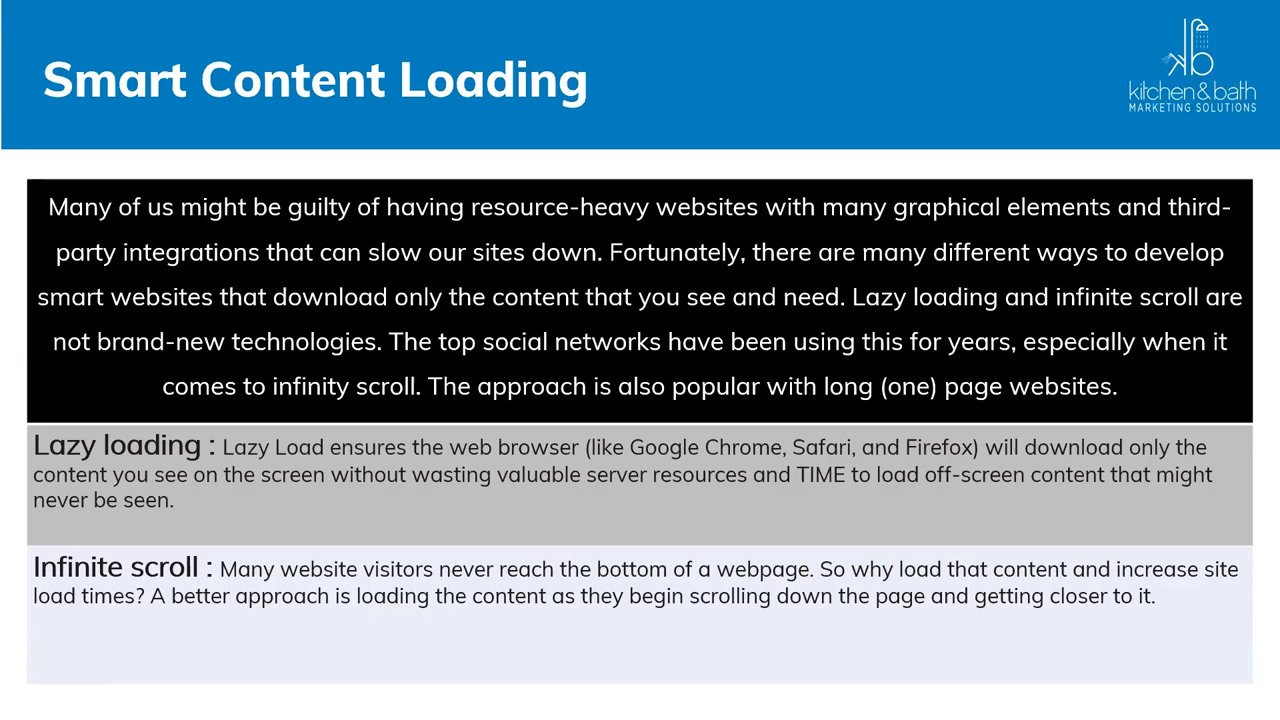 Smart Content Loading
kitchen&bath
MARKETING SOLUTIONS
Many of us might be guilty of having resource-heavy websites with many graphical elements and third-
party integrations that can slow our sites down. Fortunately, there are many different ways to develop
smart websites that download only the content that you see and need. Lazy loading and infinite scroll are
not brand-new technologies. The top social networks have been using this for years, especially when it
comes to infinity scroll. The approach is also popular with long (one) page websites.
Lazy loading : Lazy Load ensures the web browser (like Google Chrome, Safari, and Firefox) will download only the
content you see on the screen without wasting valuable server resources and TIME to load off-screen content that might
never be seen.
Infinite scroll : Many website visitors never reach the bottom of a webpage. So why load that content and increase site
load times? A better approach is loading the content as they begin scrolling down the page and getting closer to it.